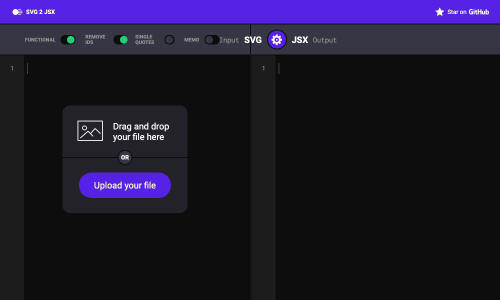 SVG 2 JSX
Star on GitHub
FUNCTIONAL
REMOVE
IDS
SINGLE
QUOTES
MEMO
Input SVG
JSX Output
1
1
Drag and drop
your file here
OR
Upload your file